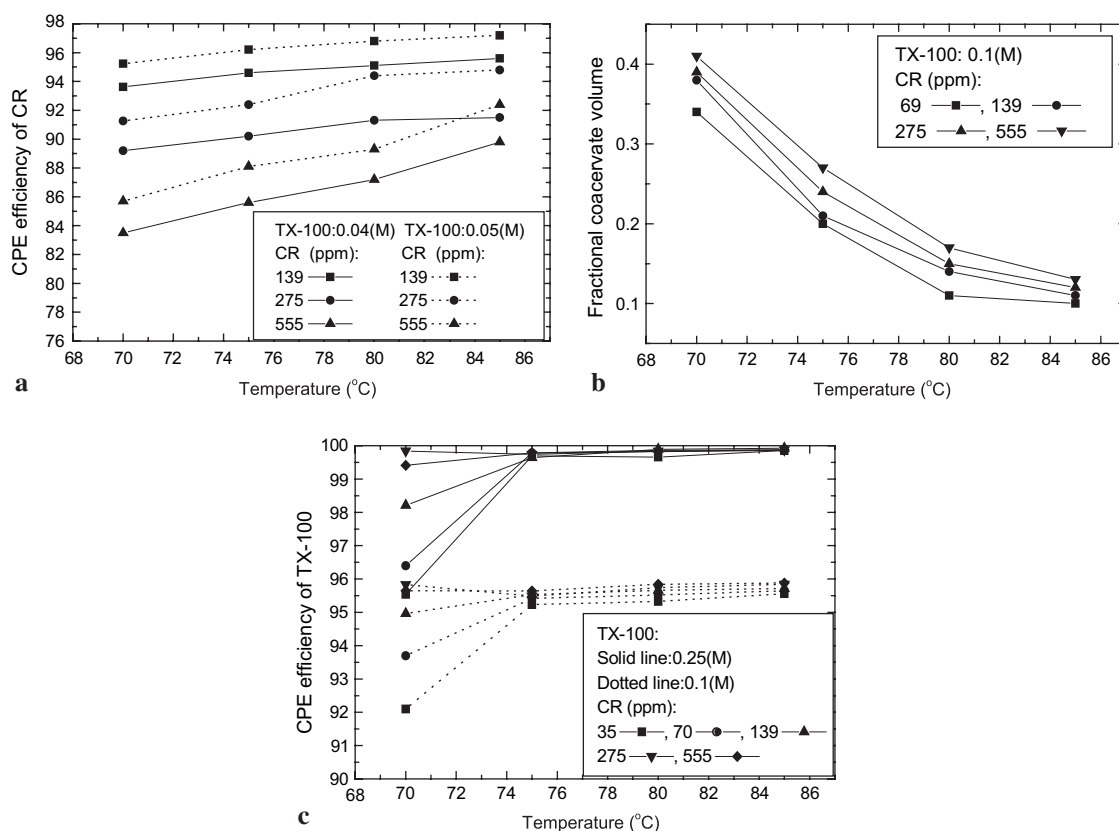 98
96
94
92
90
88
86
84
82
80
78
76
CPE efficiency of CR
TX-100:0.04(M) TX-100:0.05(M)
CR (ppm): CR (ppm):
139 139
275 275
555 555
68 70 72 74 76 78 80 82 84 86
Temperature (°C)
a
0.4
0.3
0.2
0.1
Fractional coacervate volume
TX-100: 0.1(M)
CR (ppm):
69 , 139
275 , 555
68 70 72 74 76 78 80 82 84 86
Temperature (°C)
b
100
99
98
97
96
95
94
93
92
91
90
CPE efficiency of TX-100
TX-100:
Solid line:0.25(M)
Dotted line:0.1(M)
CR (ppm):
35 , 70 , 139
275 , 555
68 70 72 74 76 78 80 82 84 86
Temperature (°C)
c